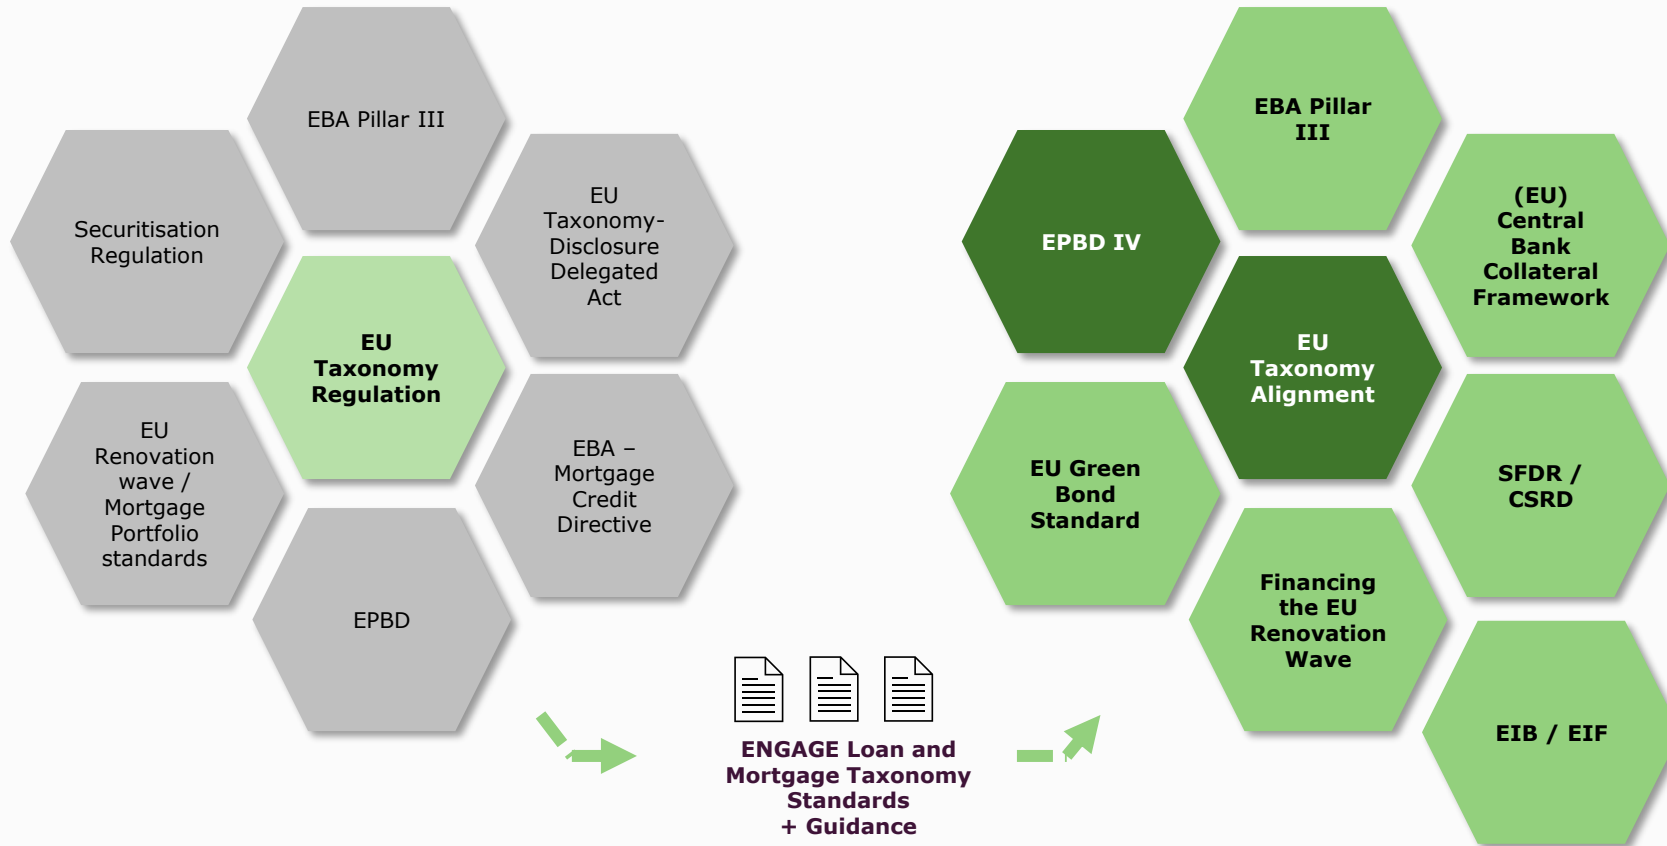 EBA Pillar III
Securitisation
Regulation
EU
Taxonomy-
Disclosure
Delegated
Act
EU
Taxonomy
Regulation
EU
Renovation
wave /
Mortgage
Portfolio
standards
EBA –
Mortgage
Credit
Directive
EPBD
ENGAGE Loan and
Mortgage Taxonomy
Standards
+ Guidance
EBA Pillar
III
EPBD IV
(EU)
Central
Bank
Collateral
Framework
EU
Taxonomy
Alignment
EU Green
Bond
Standard
SFDR /
CSRD
Financing
the EU
Renovation
Wave
EIB / EIF